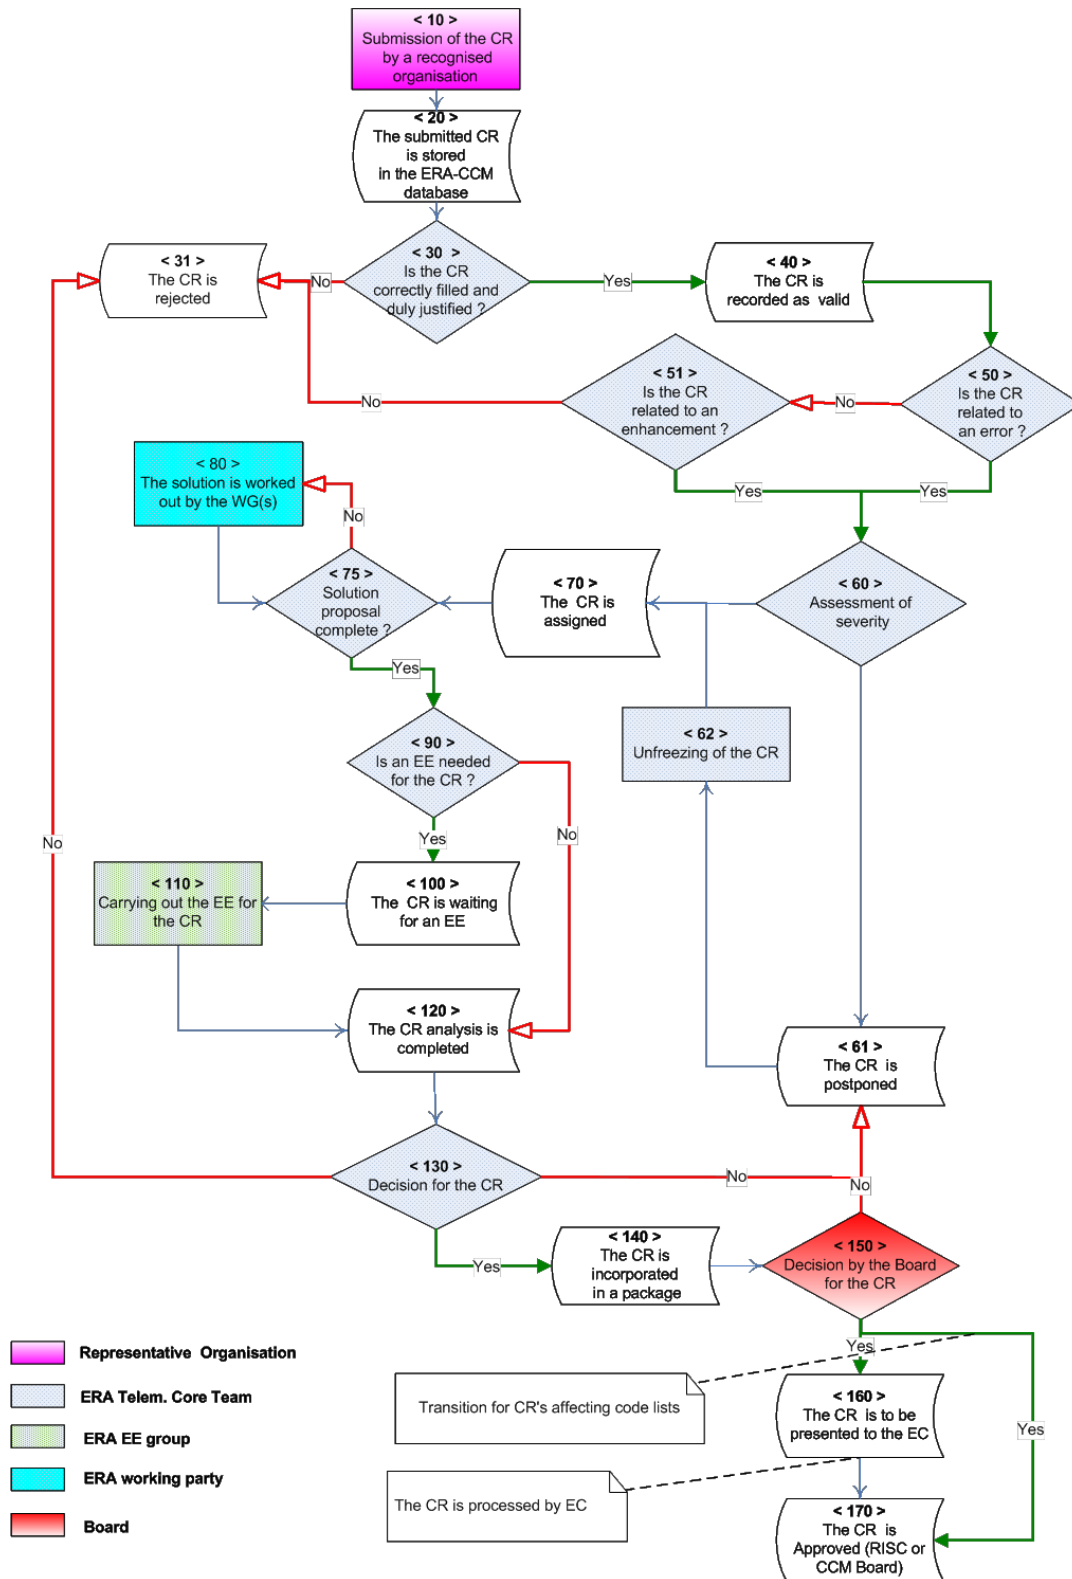 < 10 >
Submission of the CR
by a recognised
organisation
< 20 >
The submitted CR
is stored
in the ERA-CCM
database
< 30 >
Is the CR
correctly filled and
duly justified ?
No
Yes
< 31 >
The CR is
rejected
< 40 >
The CR is
recorded as valid
< 50 >
Is the CR
related to
an error ?
No
< 51 >
Is the CR
related to an
enhancement ?
No
Yes
Yes
< 80 >
The solution is worked
out by the WG(s)
No
< 75 >
Solution
proposal
complete ?
< 70 >
The CR is
assigned
< 60 >
Assessment of
severity
Yes
< 90 >
Is an EE needed
for the CR ?
< 62 >
Unfreezing of the CR
No
Yes
No
< 110 >
Carrying out the EE for
the CR
< 100 >
The CR is waiting
for an EE
< 120 >
The CR analysis is
completed
< 61 >
The CR is
postponed
< 130 >
Decision for the CR
No
No
Yes
< 140 >
The CR is
incorporated
in a package
< 150 >
Decision by the Board
for the CR
Yes
Yes
Transition for CR's affecting code lists
< 160 >
The CR is to be
presented to the EC
The CR is processed by EC
< 170 >
The CR is
Approved (RISC or
CCM Board)
Representative Organisation
ERA Telem. Core Team
ERA EE group
ERA working party
Board